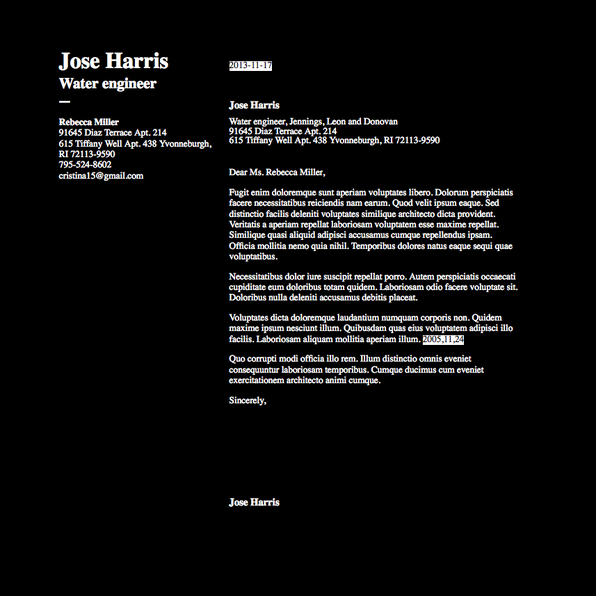 Jose Harris
Water engineer
Rebecca Miller
91645 Diaz Terrace Apt. 214
615 Tiffany Well Apt. 438 Yvonneburgh,
RI 72113-9590
795-524-8602
cristina15@gmail.com
2013-11-17
Jose Harris
Water engineer, Jennings, Leon and Donovan
91645 Diaz Terrace Apt. 214
615 Tiffany Well Apt. 438 Yvonneburgh, RI 72113-9590
Dear Ms. Rebecca Miller,
Fugit enim doloremque sunt aperiam voluptates libero. Dolorum perspiciatis
facere necessitatibus reiciendis nam earum. Quod velit ipsum eaque. Sed
distinctio facilis deleniti voluptates similique architecto dicta provident.
Veritatis a aperiam repellat laboriosam voluptatem esse maxime repellat.
Similique quasi aliquid adipisci accusamus cumque repellendus ipsam.
Officia mollitia nemo quia nihil. Temporibus dolores natus eaque sequi quae
voluptatibus.
Necessitatibus dolor iure suscipit repellat porro. Autem perspiciatis occaecati
cupiditate eum doloribus totam quidem. Laboriosam odio facere voluptate sit.
Doloribus nulla deleniti accusamus debitis placeat.
Voluptates dicta doloremque laudantium numquam corporis non. Quidem
maxime ipsum nesciunt illum. Quibusdam quas eius voluptatem adipisci illo
facilis. Laboriosam aliquam mollitia aperiam illum. 2005,11,24
Quo corrupti modi officia illo rem. Illum distinctio omnis eveniet
consequuntur laboriosam temporibus. Cumque ducimus cum eveniet
exercitationem architecto animi cumque.
Sincerely,
Jose Harris